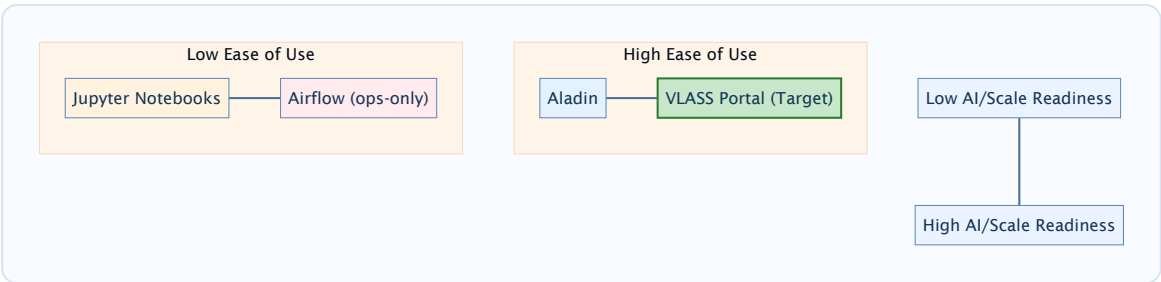 Low Ease of Use
Jupyter Notebooks
Airflow (ops-only)
High Ease of Use
Aladin
VLASS Portal (Target)
Low AI/Scale Readiness
High AI/Scale Readiness